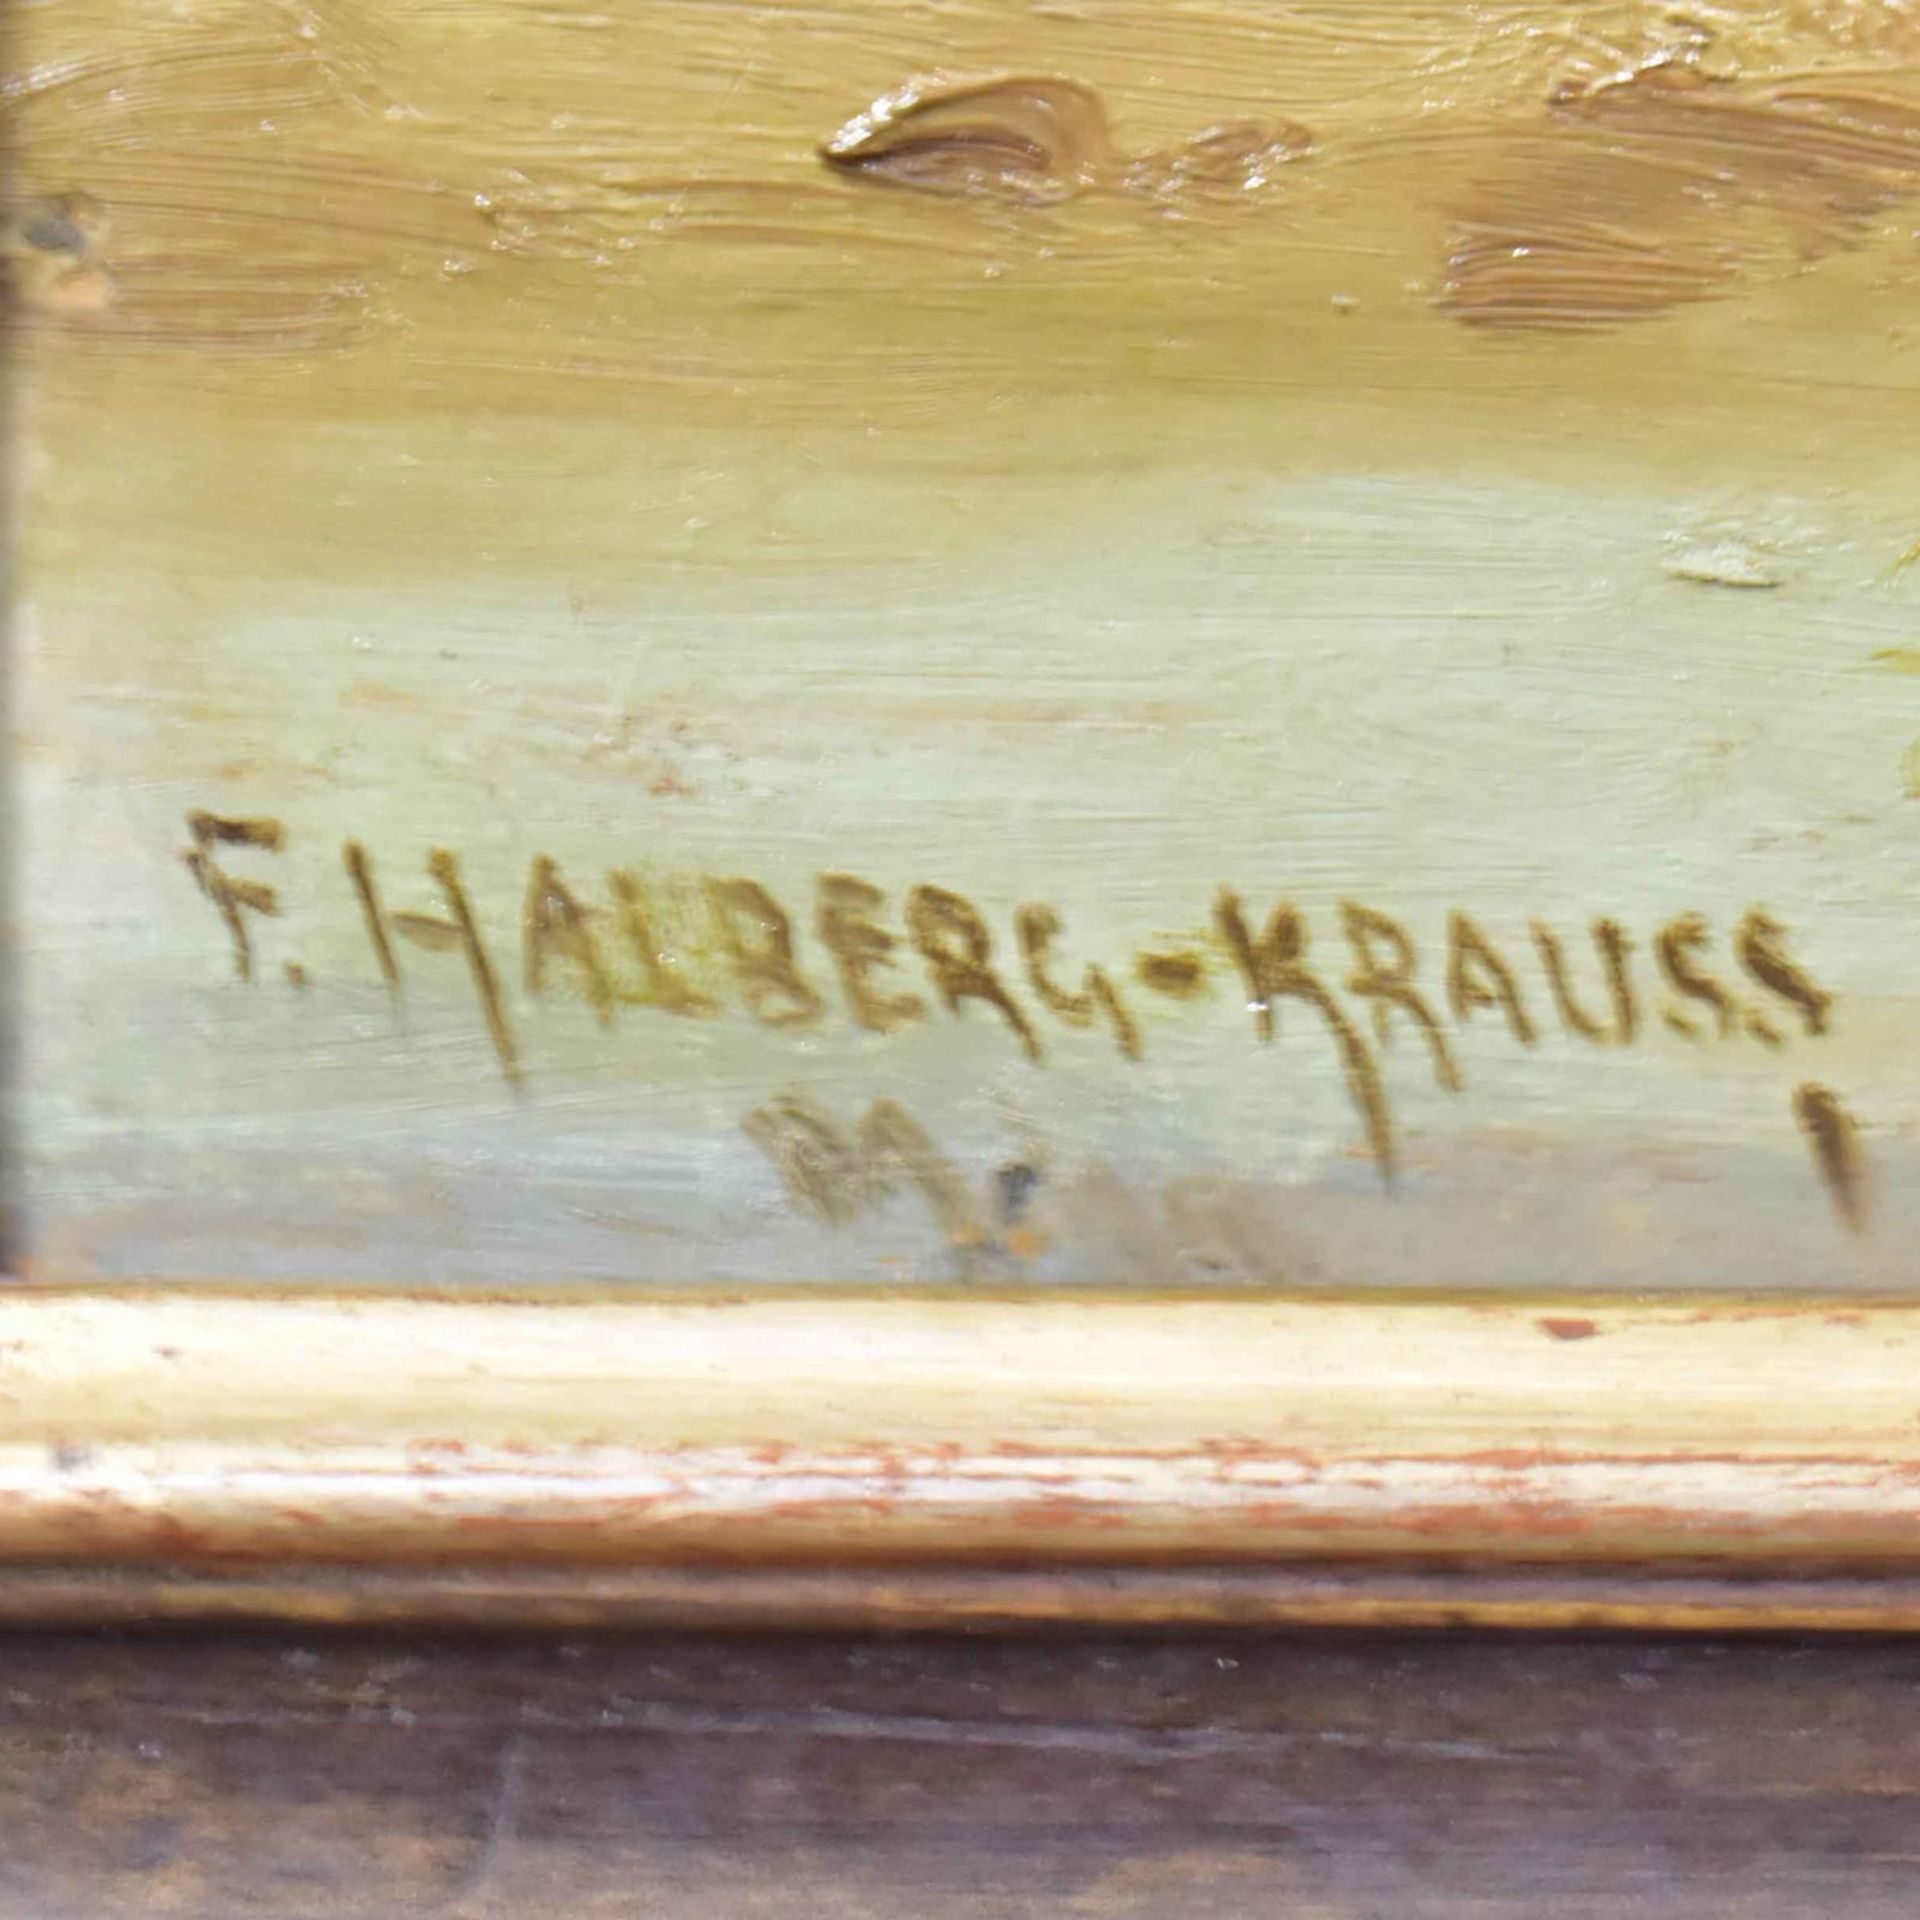 F. HALBERG-KRAUSS,
M.